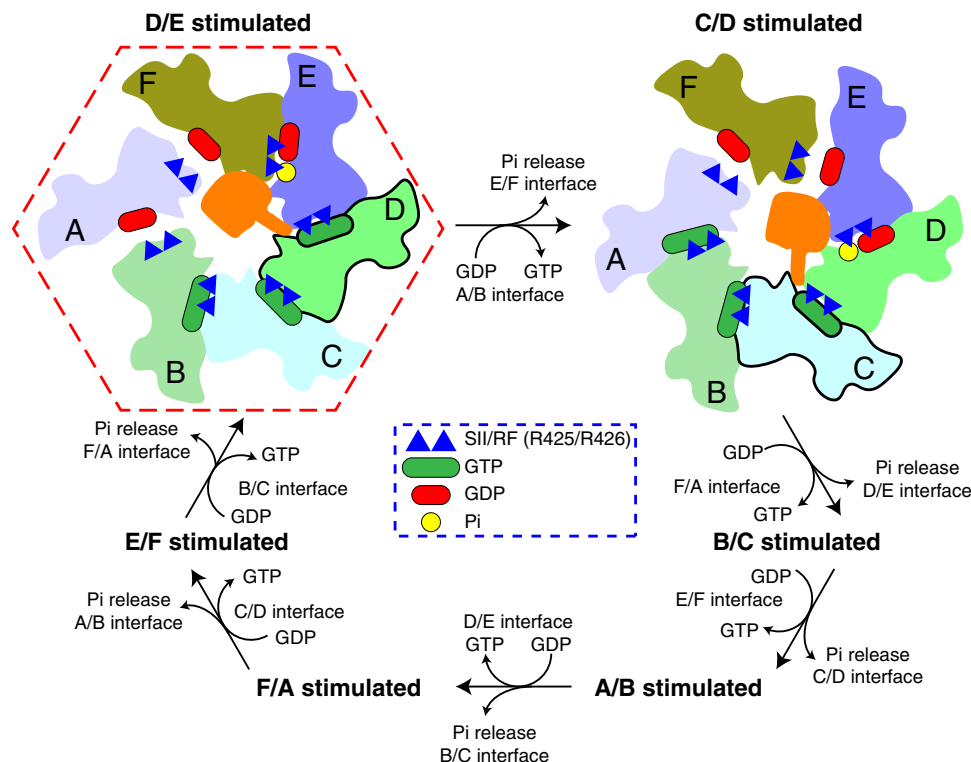 D/E stimulated
C/D stimulated
F
E
A
D
B
C
Pi release
E/F interface
GDP
GTP
A/B interface
F
E
A
D
B
C
SII/RF (R425/R426)
GTP
GDP
Pi
Pi release
F/A interface
GTP
B/C interface
GDP
GDP
F/A interface
GTP
Pi release
D/E interface
E/F stimulated
B/C stimulated
GTP
Pi release
A/B interface
C/D interface
GDP
GDP
E/F interface
GTP
Pi release
C/D interface
D/E interface
GTP
GDP
F/A stimulated
A/B stimulated
Pi release
B/C interface